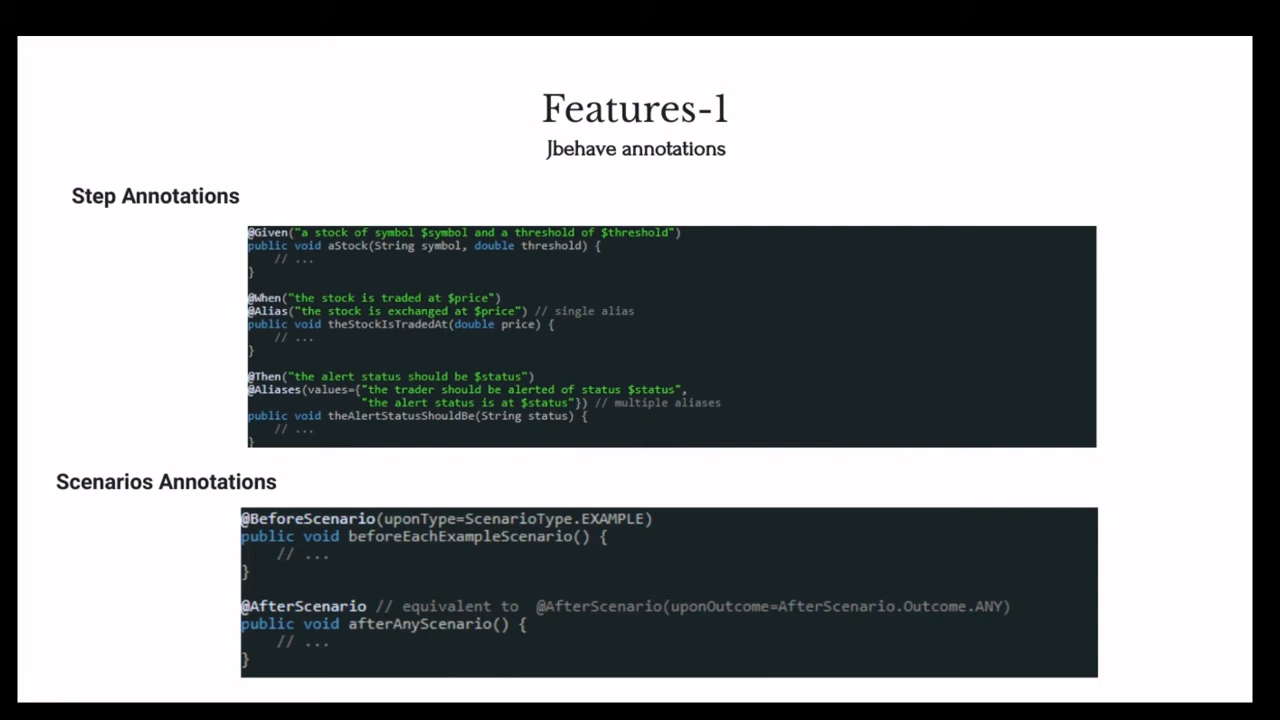 Features-1
Jbehave annotations
Step Annotations
@Given("a stock of symbol $symbol and a threshold of $threshold")
public void aStock(String symbol, double threshold) {
// ...
}
@When("the stock is traded at $price")
@Alias("the stock is exchanged at $price") // single alias
public void theStockIsTradedAt(double price) {
// ...
}
@Then("the alert status should be $status")
@Aliases(values={"the trader should be alerted of status $status",
"the alert status is at $status"}) // multiple aliases
public void theAlertStatusShouldBe(String status) {
// ...
}
Scenarios Annotations
@BeforeScenario(uponType=ScenarioType.EXAMPLE)
public void beforeEachExampleScenario() {
// ...
}
@AfterScenario // equivalent to @AfterScenario(uponOutcome=AfterScenario.Outcome.ANY)
public void afterAnyScenario() {
// ...
}